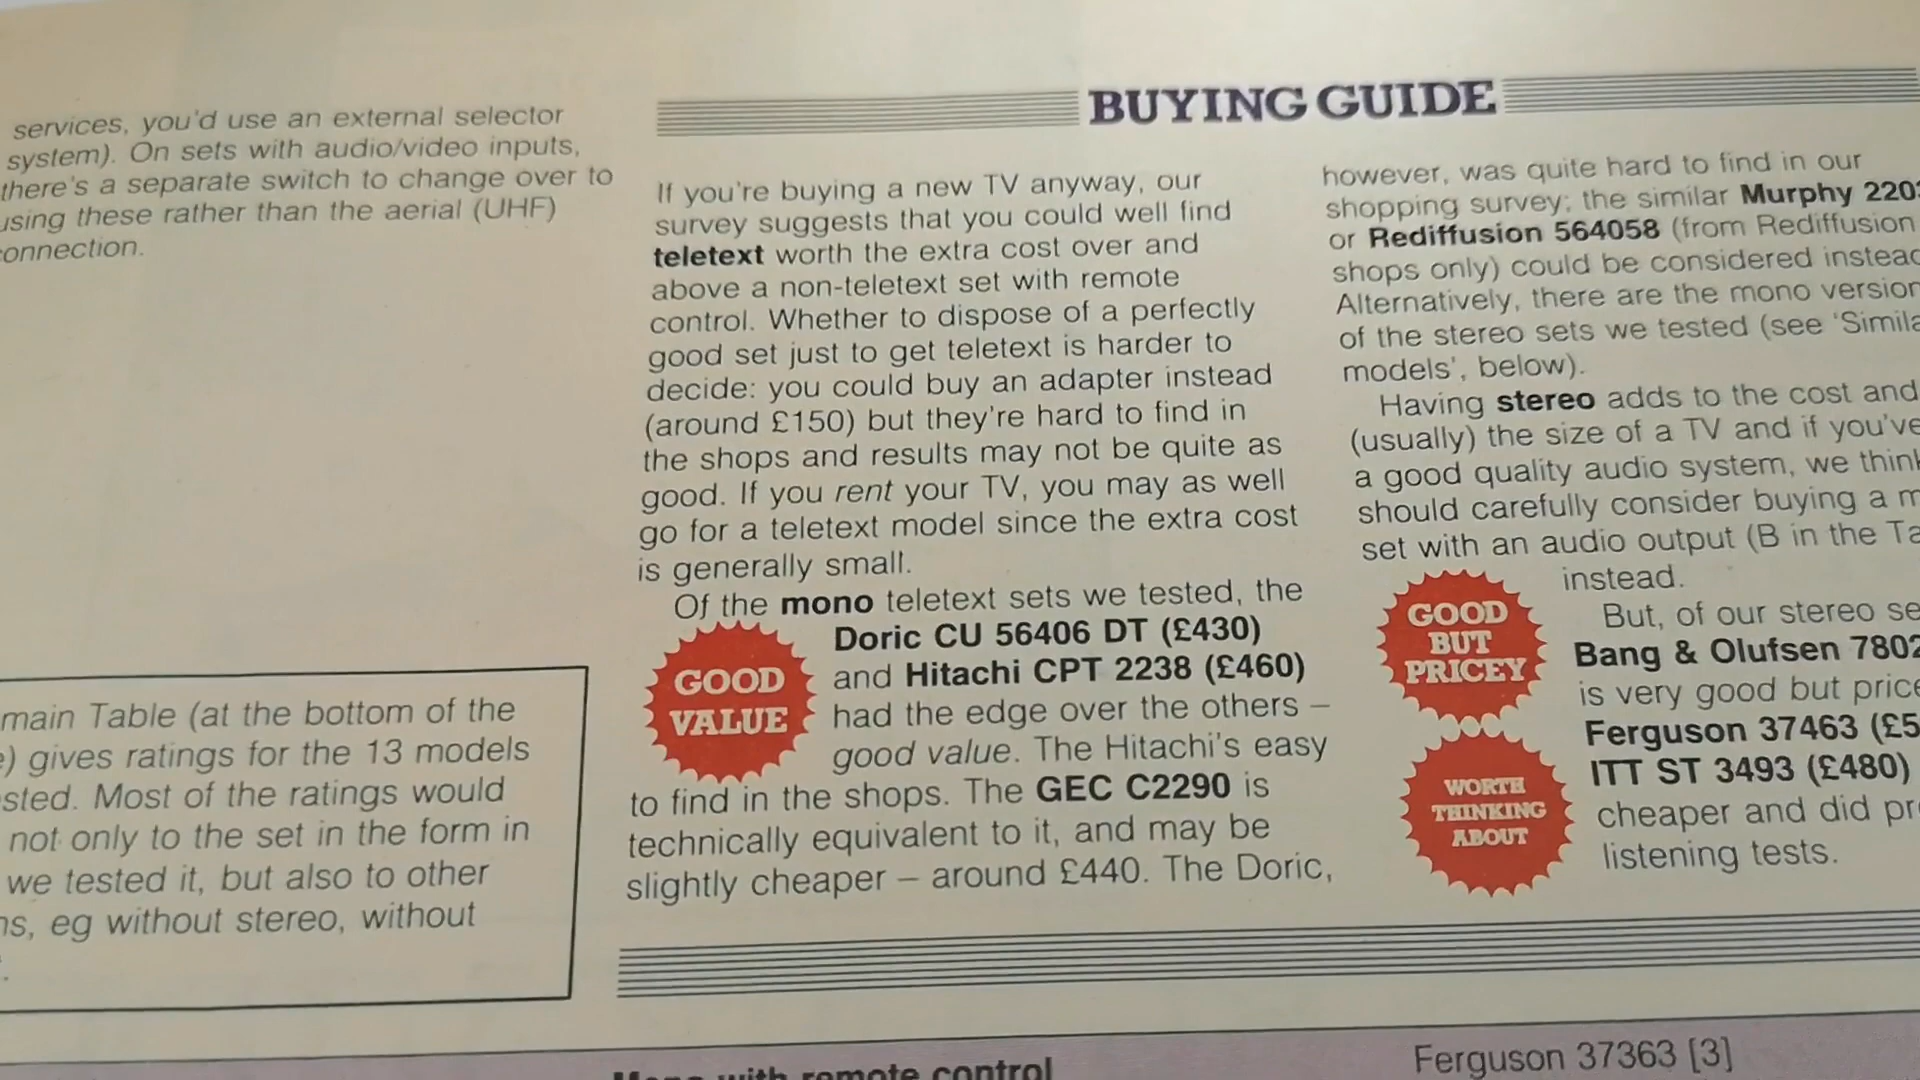 services, you'd use an external selector
system). On sets with audio/video inputs,
there's a separate switch to change over to
using these rather than the aerial (UHF)
connection.
main Table (at the bottom of the
gives ratings for the 13 models
Most of the ratings would
not only to the set in the form in
we tested it, but also to other
eg without stereo, without
BUYING GUIDE
If you're buying a new TV anyway, our
survey suggests that you could well find
teletext worth the extra cost over and
above a non-teletext set with remote
control. Whether to dispose of a perfectly
good set just to get teletext is harder to
decide: you could buy an adapter instead
(around £150) but they're hard to find in
the shops and results may not be quite as
good. If you rent your TV, you may as well
go for a teletext model since the extra cost
is generally small.
Of the mono teletext sets we tested, the
Doric CU 56406 DT (£430)
and Hitachi CPT 2238 (£460)
had the edge over the others –
good value. The Hitachi's easy
to find in the shops. The GEC C2290 is
technically equivalent to it, and may be
slightly cheaper – around £440. The Doric,
GOOD
VALUE
however, was quite hard to find in our
shopping survey; the similar Murphy
or Rediffusion 564058 (from Rediffusion
shops only) could be considered
Alternatively, there are the mono
of the stereo sets we tested (see
models', below).
Having stereo adds to the cost and
(usually) the size of a TV and if you've
a good quality audio system, we
should carefully consider buying a
set with an audio output (B in the
instead.
But, of our stereo
Bang & Olufsen
is very good but
Ferguson 37463
ITT ST 3493 (£480)
cheaper and did
listening tests.
GOOD
BUT
PRICEY
WORTH
THINKING
ABOUT
Mono with remote control
Ferguson 37363 [3]